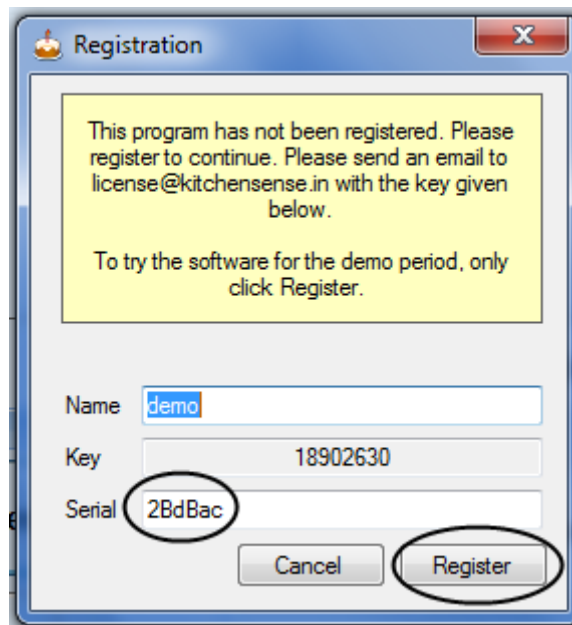 Registration
This program has not been registered. Please
register to continue. Please send an email to
license@kitchensense.in with the key given
below.
To try the software for the demo period, only
click Register.
Name demo
Key 18902630
Serial 2BdBac
Cancel Register